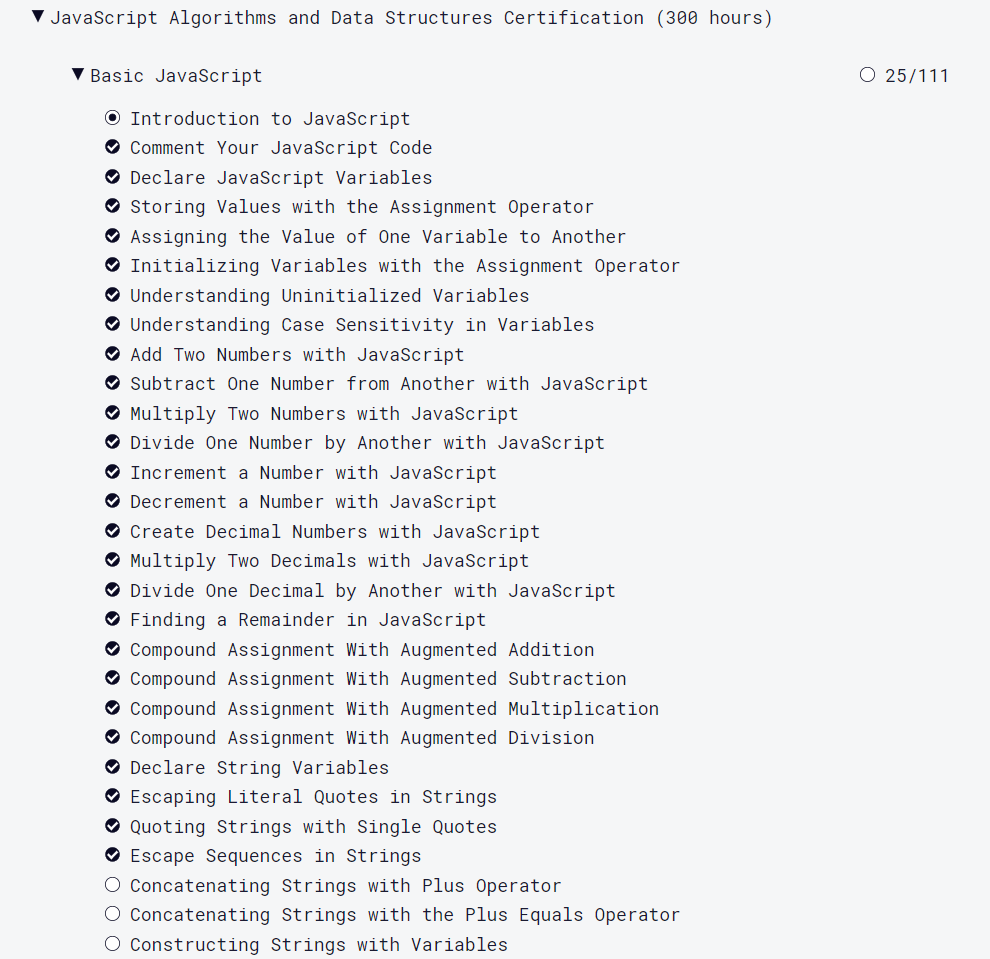 JavaScript Algorithms and Data Structures Certification (300 hours)
Basic JavaScript 25/111
Introduction to JavaScript
Comment Your JavaScript Code
Declare JavaScript Variables
Storing Values with the Assignment Operator
Assigning the Value of One Variable to Another
Initializing Variables with the Assignment Operator
Understanding Uninitialized Variables
Understanding Case Sensitivity in Variables
Add Two Numbers with JavaScript
Subtract One Number from Another with JavaScript
Multiply Two Numbers with JavaScript
Divide One Number by Another with JavaScript
Increment a Number with JavaScript
Decrement a Number with JavaScript
Create Decimal Numbers with JavaScript
Multiply Two Decimals with JavaScript
Divide One Decimal by Another with JavaScript
Finding a Remainder in JavaScript
Compound Assignment With Augmented Addition
Compound Assignment With Augmented Subtraction
Compound Assignment With Augmented Multiplication
Compound Assignment With Augmented Division
Declare String Variables
Escaping Literal Quotes in Strings
Quoting Strings with Single Quotes
Escape Sequences in Strings
Concatenating Strings with Plus Operator
Concatenating Strings with the Plus Equals Operator
Constructing Strings with Variables